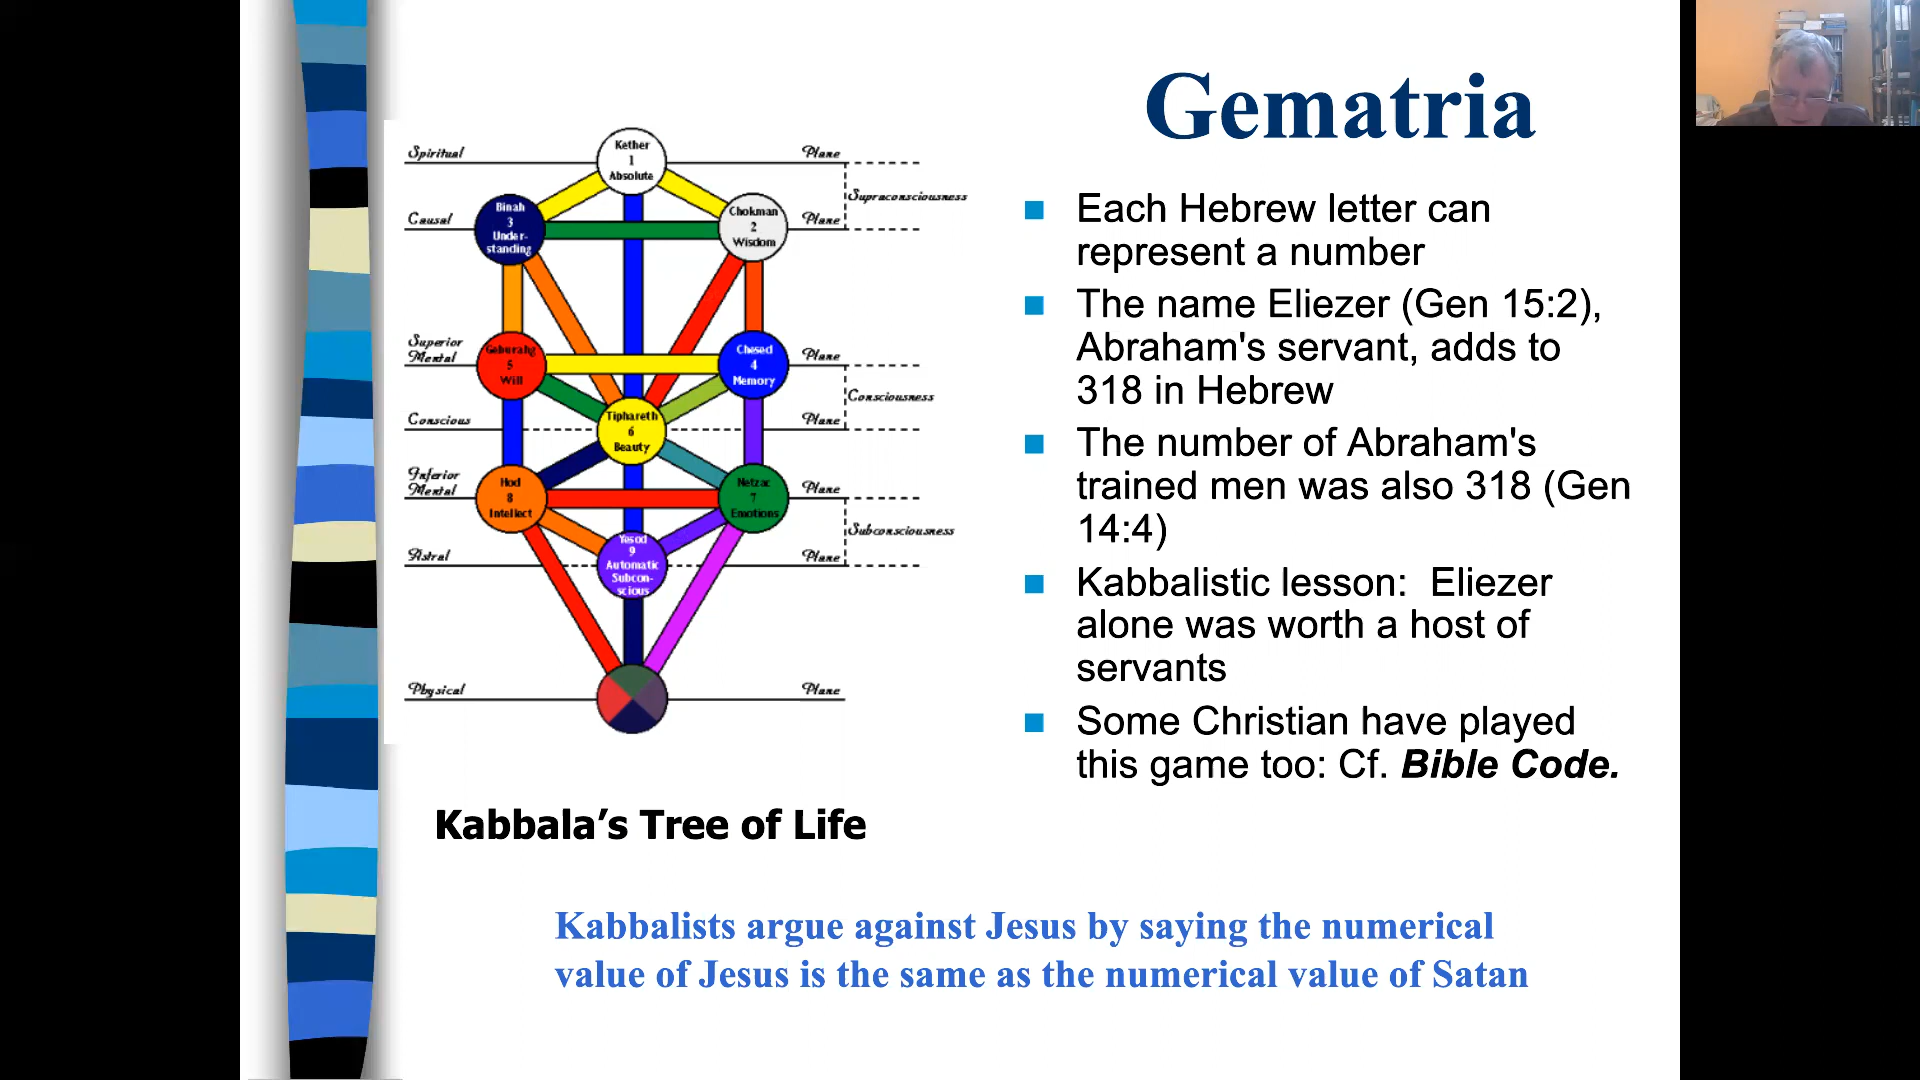 Gematria
Spiritual
Plane
Kether
1
Absolute
Supraconsciousness
Causal
Plane
Binah
3
Under-
standing
Chokman
2
Wisdom
Superior
Mental
Plane
Geburahg
5
Will
Chesed
4
Memory
Consciousness
Conscious
Plane
Tiphareth
6
Beauty
Inferior
Mental
Plane
Hod
8
Intellect
Netzac
7
Emotions
Subconsciousness
Astral
Plane
Yesod
9
Automatic
Subcon-
scious
Physical
Plane
Kabbala’s Tree of Life
Each Hebrew letter can
represent a number
The name Eliezer (Gen 15:2),
Abraham's servant, adds to
318 in Hebrew
The number of Abraham's
trained men was also 318 (Gen
14:4)
Kabbalistic lesson:  Eliezer
alone was worth a host of
servants
Some Christian have played
this game too: Cf. Bible Code.
Kabbalists argue against Jesus by saying the numerical
value of Jesus is the same as the numerical value of Satan